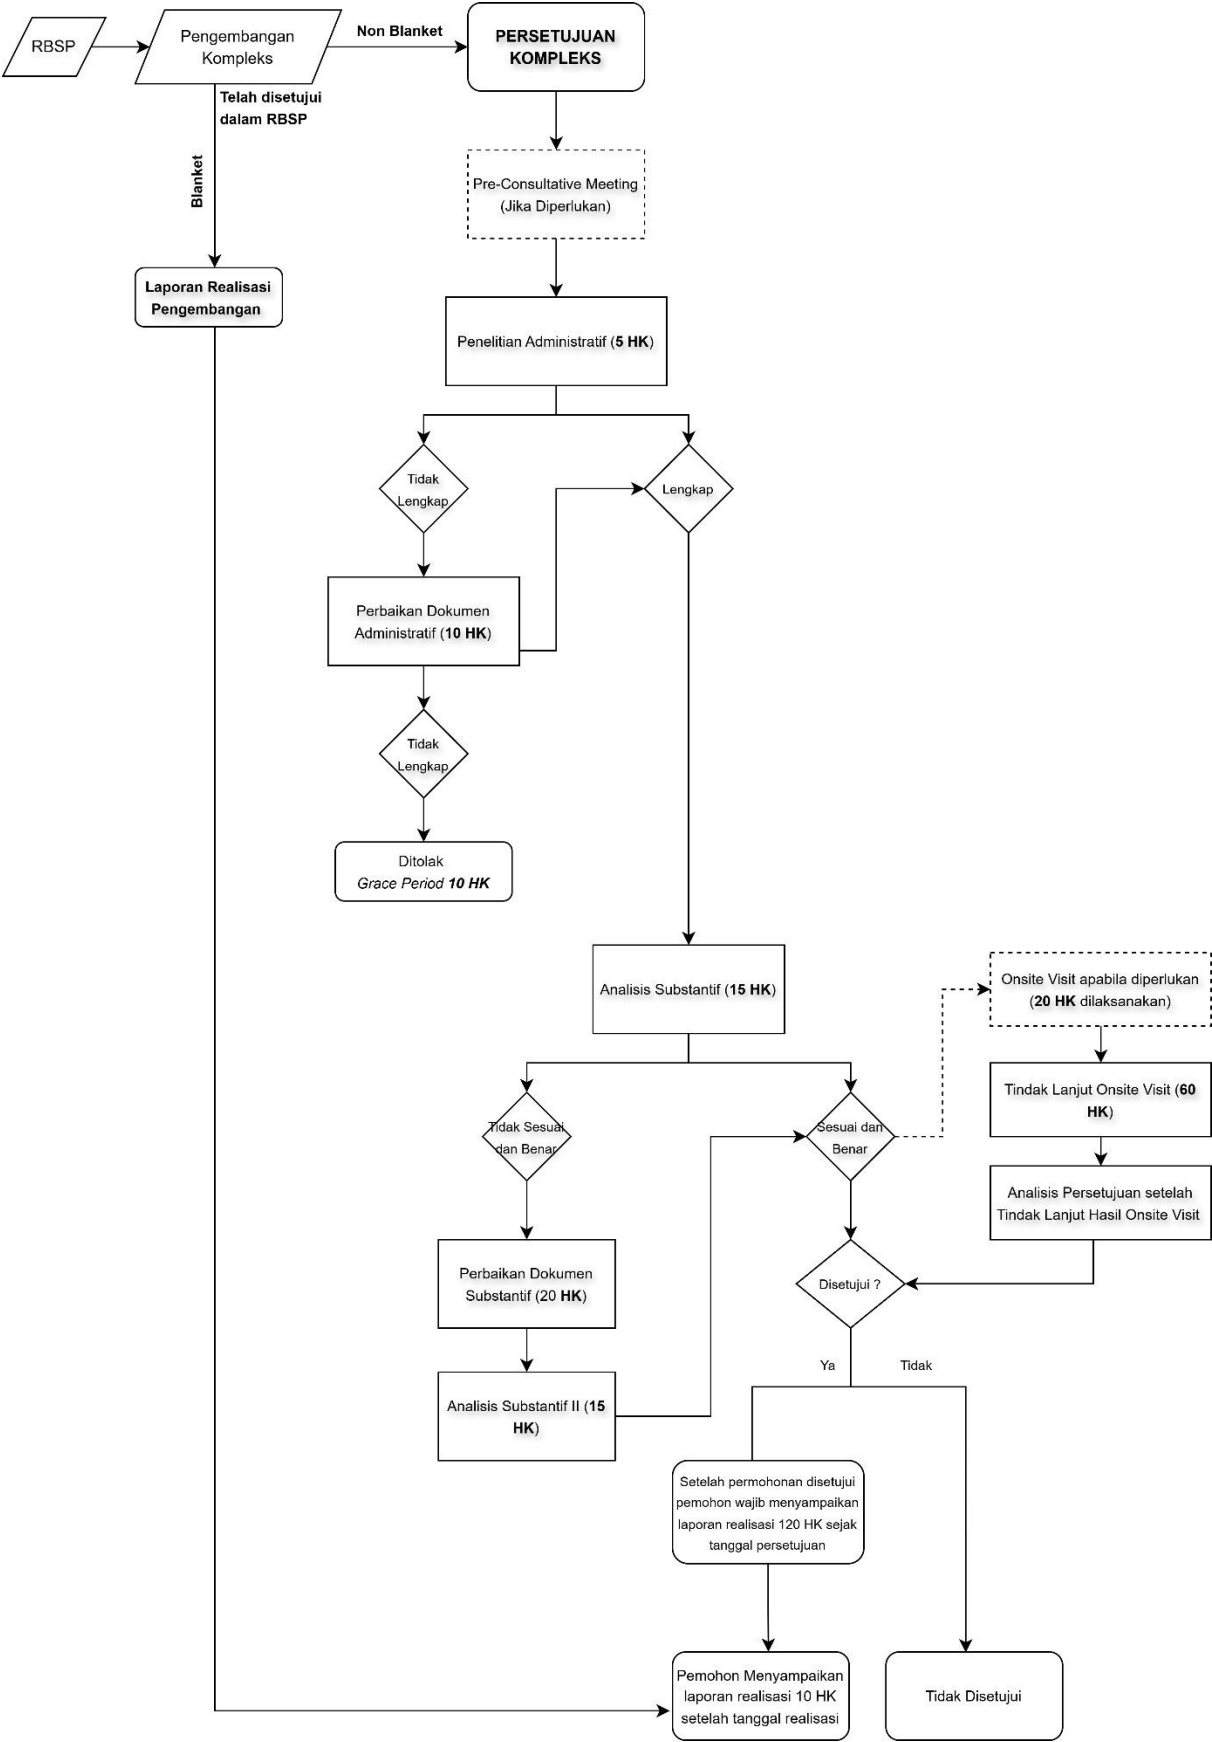 RBSP
Pengembangan
Kompleks
Non Blanket
PERSETUJUAN
KOMPLEKS
Telah disetujui
dalam RBSP
Blanket
Pre-Consultative Meeting
(Jika Diperlukan)
Laporan Realisasi
Pengembangan
Penelitian Administratif (5 HK)
Tidak
Lengkap
Lengkap
Perbaikan Dokumen
Administratif (10 HK)
Tidak
Lengkap
Ditolak
Grace Period 10 HK
Analisis Substantif (15 HK)
Onsite Visit apabila diperlukan
(20 HK dilaksanakan)
Tindak Lanjut Onsite Visit (60
HK)
Tidak Sesuai
dan Benar
Sesuai dan
Benar
Analisis Persetujuan setelah
Tindak Lanjut Hasil Onsite Visit
Perbaikan Dokumen
Substantif (20 HK)
Disetujui ?
Ya
Tidak
Analisis Substantif II (15
HK)
Setelah permohonan disetujui
pemohon wajib menyampaikan
laporan realisasi 120 HK sejak
tanggal persetujuan
Pemohon Menyampaikan
laporan realisasi 10 HK
setelah tanggal realisasi
Tidak Disetujui